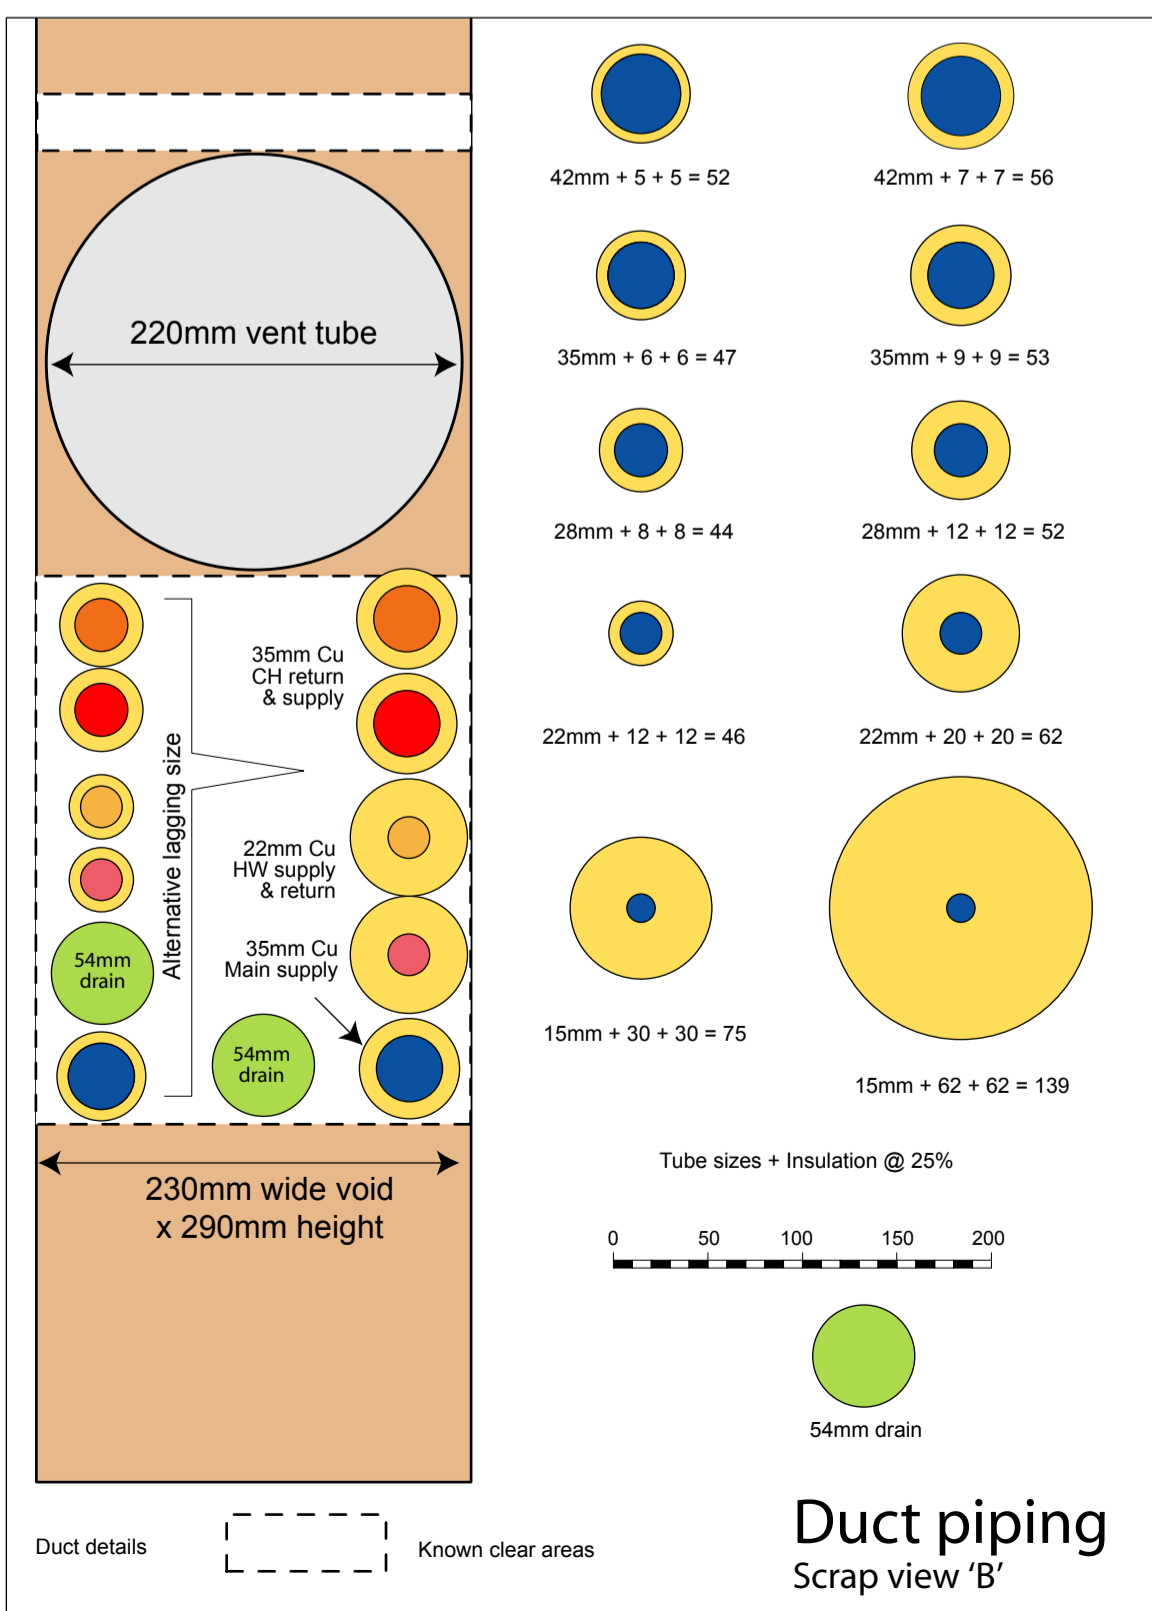 220mm vent tube
35mm Cu
CH return
& supply
Alternative lagging size
22mm Cu
HW supply
& return
35mm Cu
Main supply
54mm
drain
54mm
drain
230mm wide void
x 290mm height
42mm + 5 + 5 = 52
42mm + 7 + 7 = 56
35mm + 6 + 6 = 47
35mm + 9 + 9 = 53
28mm + 8 + 8 = 44
28mm + 12 + 12 = 52
22mm + 12 + 12 = 46
22mm + 20 + 20 = 62
15mm + 30 + 30 = 75
15mm + 62 + 62 = 139
Tube sizes + Insulation @ 25%
0 50 100 150 200
54mm drain
Duct details
Known clear areas
Duct piping
Scrap view ‘B’